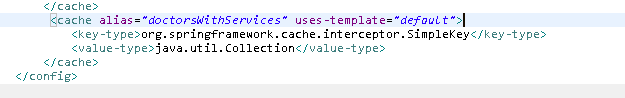 </cache>
<cache alias="doctorsWithServices" uses-template="default">
<key-type>org.springframework.cache.interceptor.SimpleKey</key-type>
<value-type>java.util.Collection</value-type>
</cache>
</config>